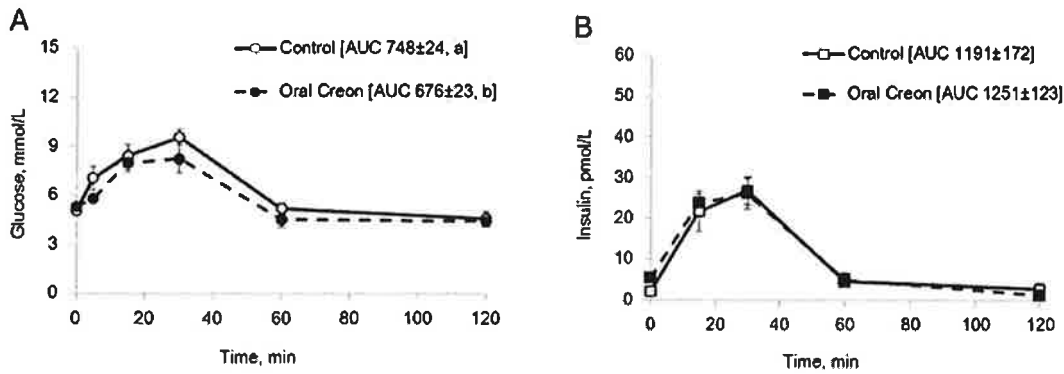 A
Control [AUC 748±24, a]
Oral Creon [AUC 676±23, b]
Glucose, mmol/L
15
12
9
6
3
0
0 20 40 60 80 100 120
Time, min
B
Control [AUC 1191±172]
Oral Creon [AUC 1251±123]
Insulin, pmol/L
60
50
40
30
20
10
0
0 20 40 60 80 100 120
Time, min